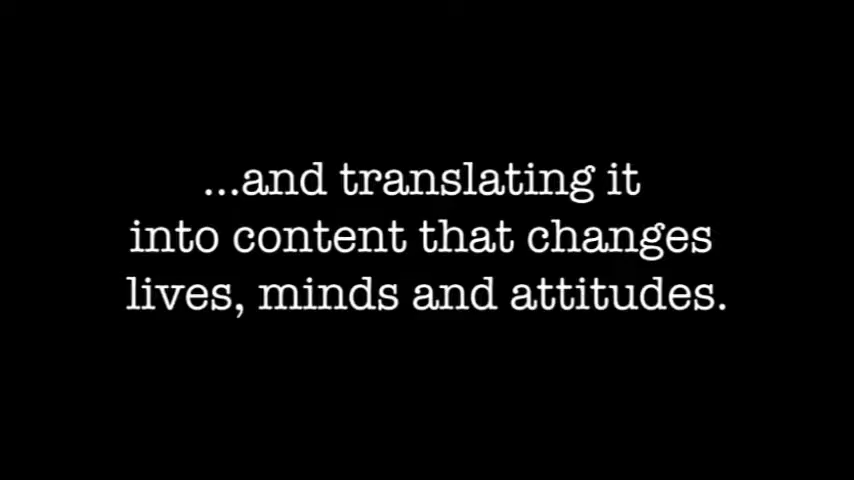 ...and translating it
into content that changes
lives, minds and attitudes.